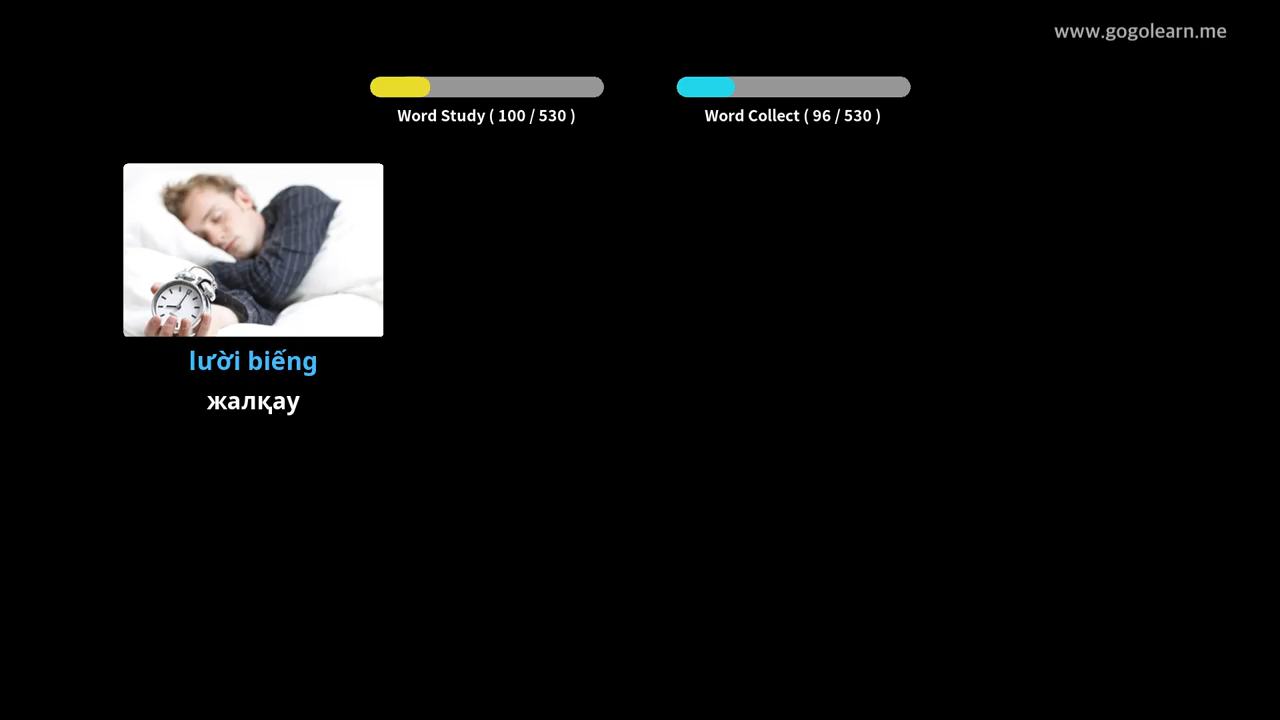 www.gogolearn.me
Word Study ( 100 / 530 )
Word Collect ( 96 / 530 )
lười biếng
жалқау